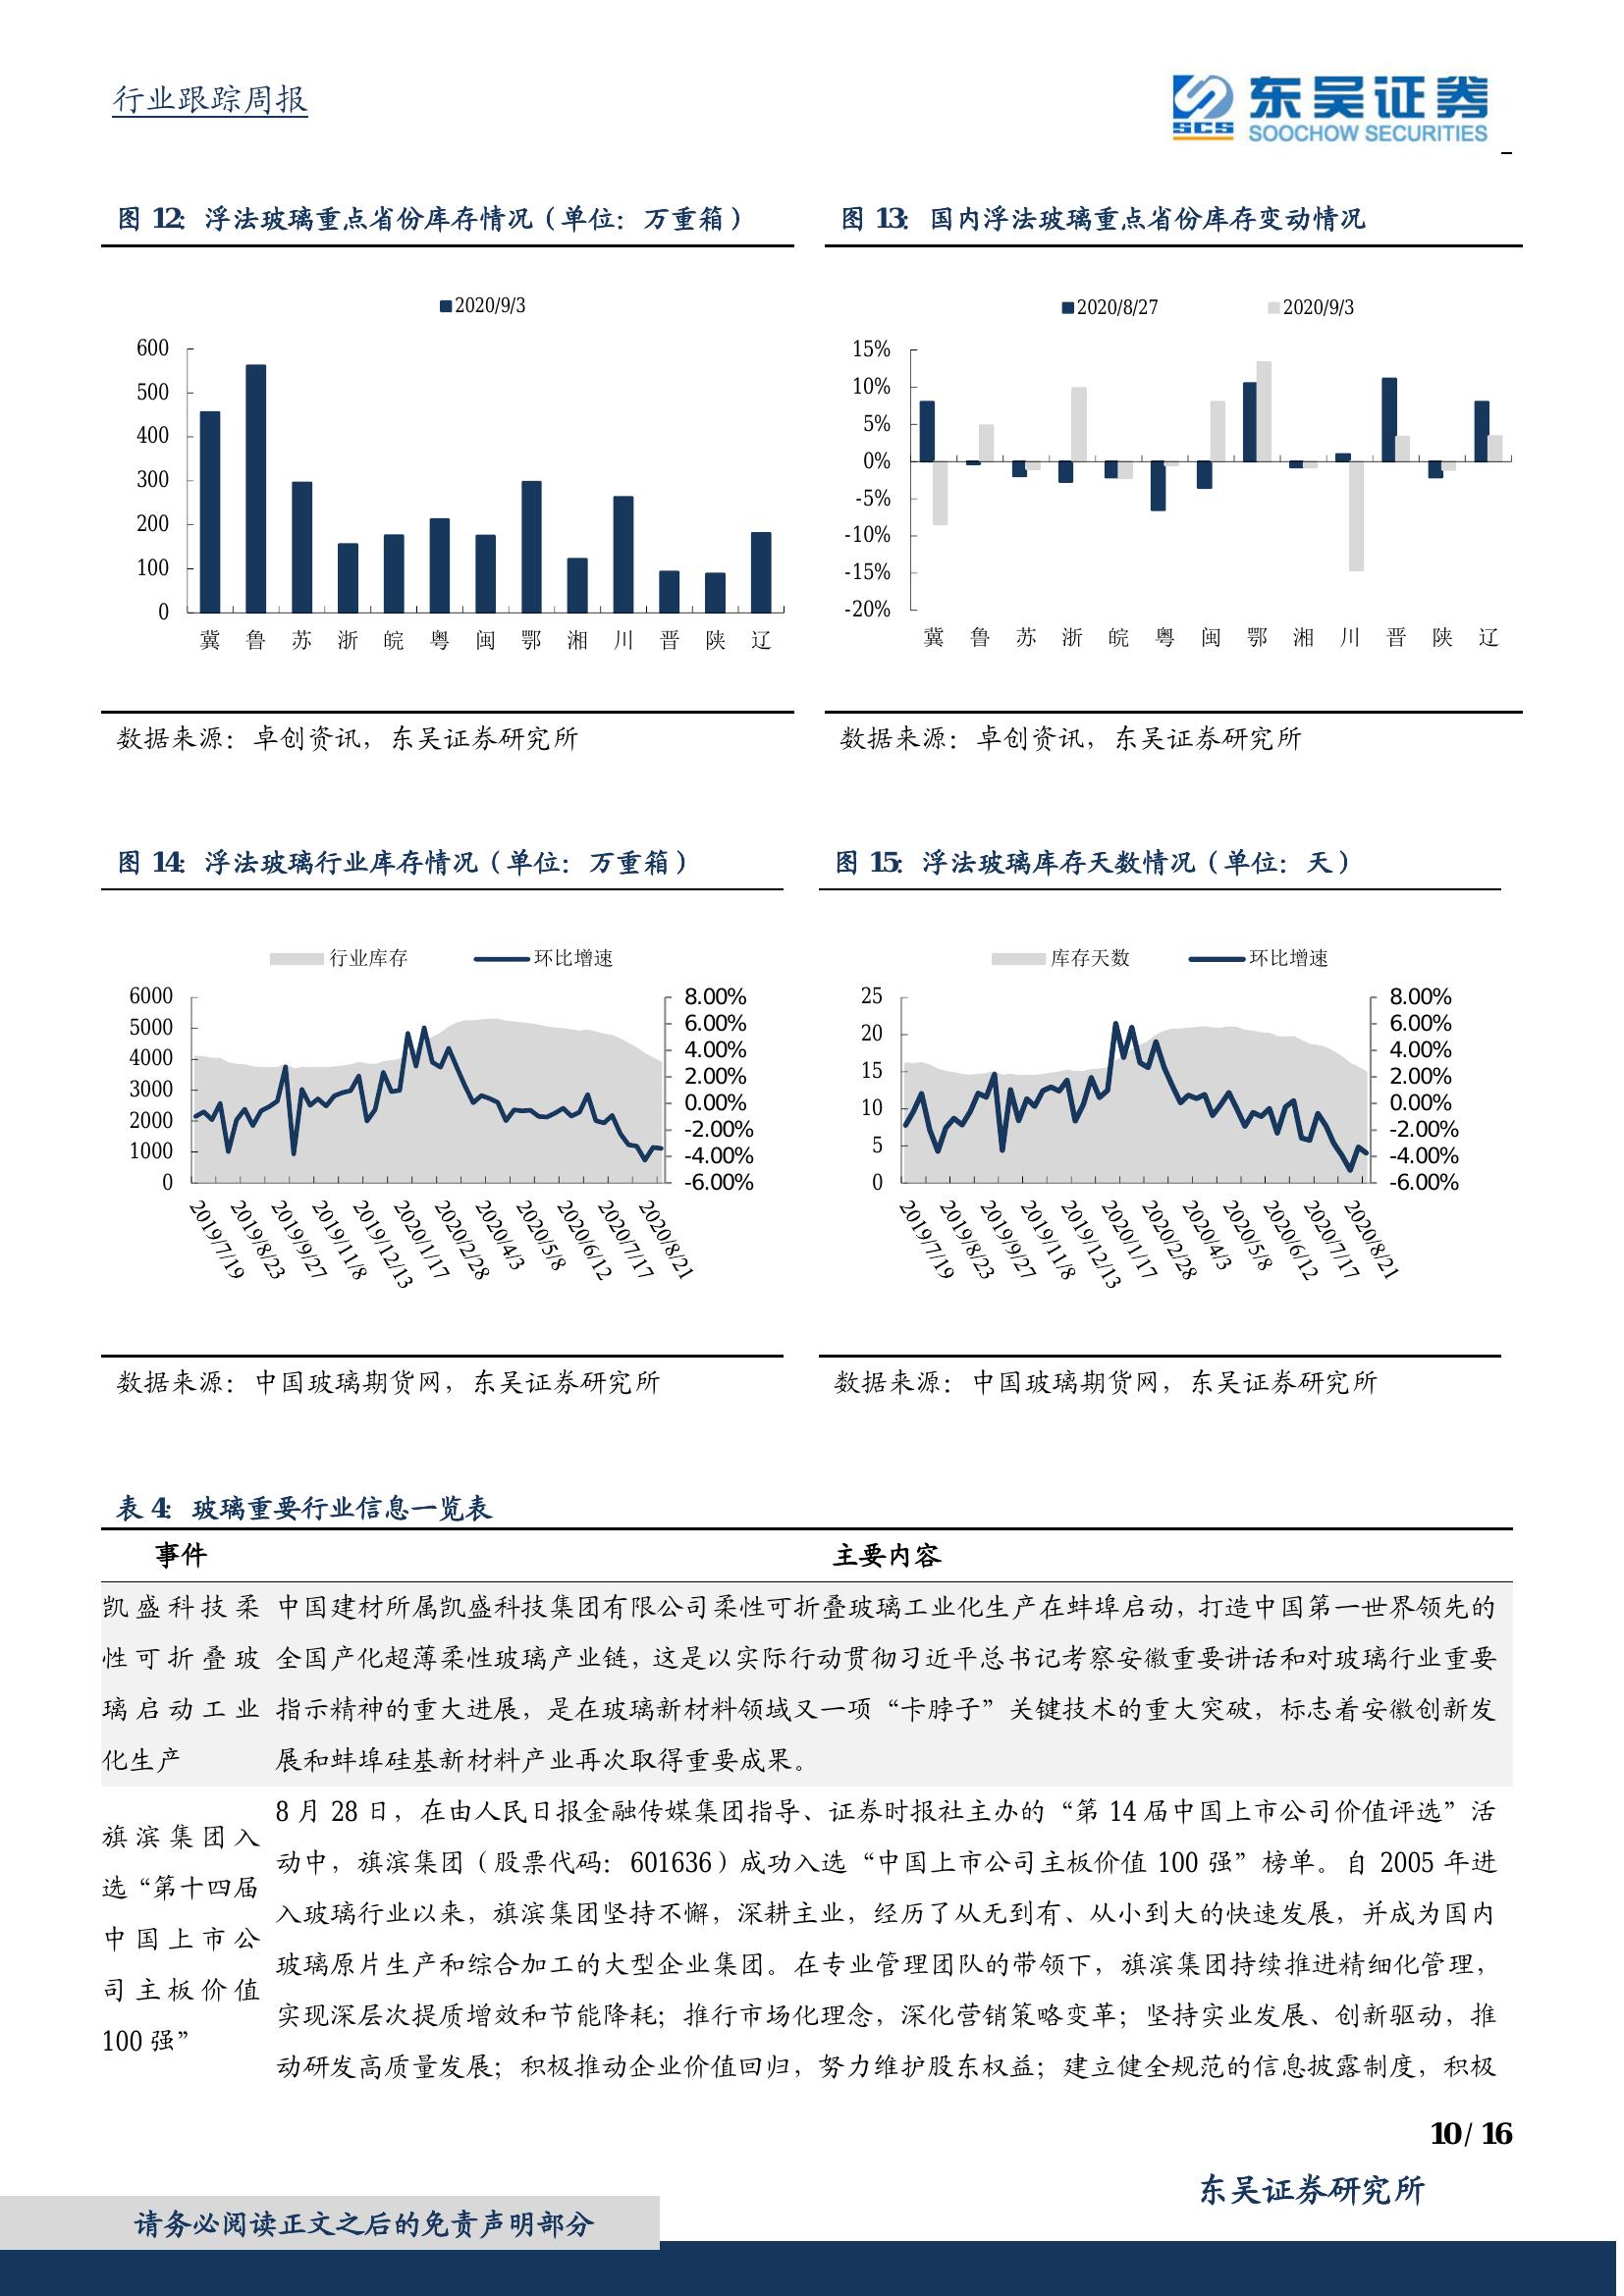 行业跟踪周报
SCS 东吴证券
SOOCHOW SECURITIES
图 12：浮法玻璃重点省份库存情况（单位：万重箱）
2020/9/3
600
500
400
300
200
100
0
冀 鲁 苏 浙 皖 粤 闽 鄂 湘 川 晋 陕 辽
数据来源：卓创资讯，东吴证券研究所
图 13：国内浮法玻璃重点省份库存变动情况
2020/8/27 2020/9/3
15%
10%
5%
0%
-5%
-10%
-15%
-20%
冀 鲁 苏 浙 皖 粤 闽 鄂 湘 川 晋 陕 辽
数据来源：卓创资讯，东吴证券研究所
图 14：浮法玻璃行业库存情况（单位：万重箱）
行业库存 环比增速
6000 8.00%
5000 6.00%
4000 4.00%
3000 2.00%
2000 0.00%
1000 -2.00%
0 -4.00%
-6.00%
2019/7/19 2019/8/23 2019/9/27 2019/11/8 2019/12/13 2020/1/17 2020/2/28 2020/4/3 2020/5/8 2020/6/12 2020/7/17 2020/8/21
数据来源：中国玻璃期货网，东吴证券研究所
图 15：浮法玻璃库存天数情况（单位：天）
库存天数 环比增速
25 8.00%
20 6.00%
15 4.00%
10 2.00%
5 0.00%
0 -2.00%
-4.00%
-6.00%
2019/7/19 2019/8/23 2019/9/27 2019/11/8 2019/12/13 2020/1/17 2020/2/28 2020/4/3 2020/5/8 2020/6/12 2020/7/17 2020/8/21
数据来源：中国玻璃期货网，东吴证券研究所
表 4：玻璃重要行业信息一览表
事件 主要内容
凯盛科技柔
性可折叠玻
璃启动工业
化生产
中国建材所属凯盛科技集团有限公司柔性可折叠玻璃工业化生产在蚌埠启动，打造中国第一世界领先的
全国产化超薄柔性玻璃产业链，这是以实际行动贯彻习近平总书记考察安徽重要讲话和对玻璃行业重要
指示精神的重大进展，是在玻璃新材料领域又一项“卡脖子”关键技术的重大突破，标志着安徽创新发
展和蚌埠硅基新材料产业再次取得重要成果。
旗滨集团入
选“第十四届
中国上市公
司主板价值
100 强”
8 月 28 日，在由人民日报金融传媒集团指导、证券时报社主办的“第 14 届中国上市公司价值评选”活
动中，旗滨集团（股票代码：601636）成功入选“中国上市公司主板价值 100 强”榜单。自 2005 年进
入玻璃行业以来，旗滨集团坚持不懈，深耕主业，经历了从无到有、从小到大的快速发展，并成为国内
玻璃原片生产和综合加工的大型企业集团。在专业管理团队的带领下，旗滨集团持续推进精细化管理，
实现深层次提质增效和节能降耗；推行市场化理念，深化营销策略变革；坚持实业发展、创新驱动，推
动研发高质量发展；积极推动企业价值回归，努力维护股东权益；建立健全规范的信息披露制度，积极
10 / 16
东吴证券研究所
请务必阅读正文之后的免责声明部分